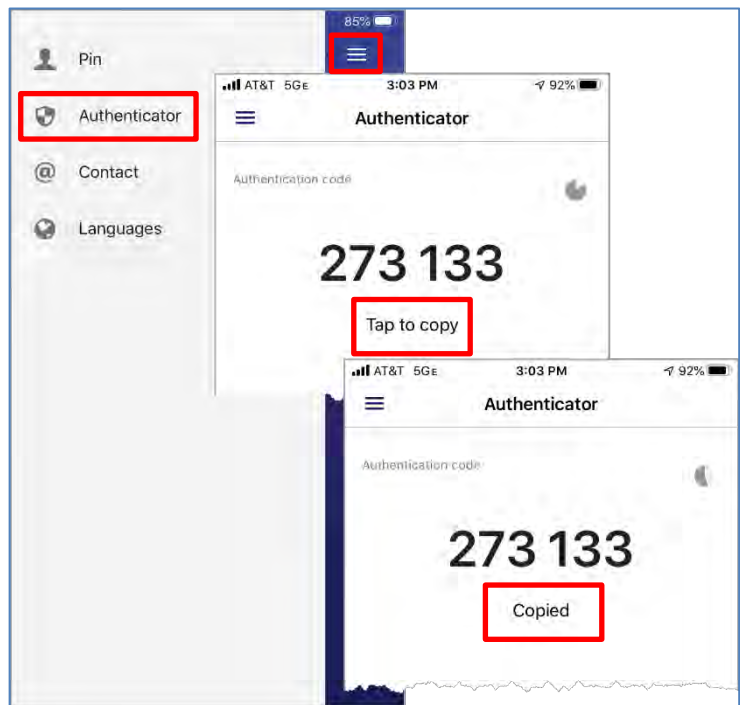 85%
Pin
Authenticator
Contact
Languages
AT&T 5GE 3:03 PM 92%
Authenticator
Authentication code
273 133
Tap to copy
AT&T 5GE 3:03 PM 92%
Authenticator
Authentication code
273 133
Copied